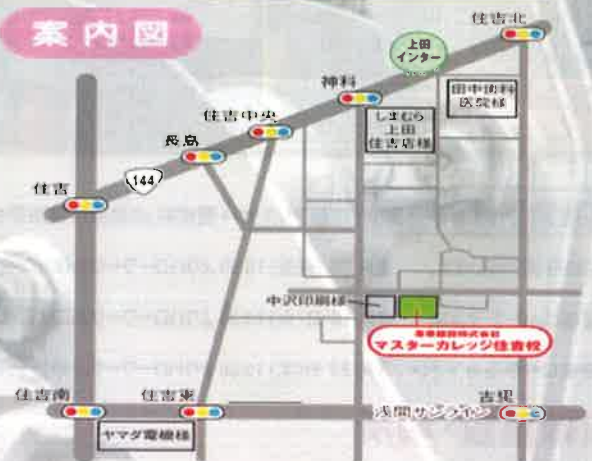 案内図
住吉北
上田
インター
神科
田中眼科
医院様
しまむら
上田
住吉店様
住吉中央
長島
144
住吉
中沢印刷様
マスターカレッジ住吉校
住吉南
住吉東
浅間サンライン
ヤマダ電機様